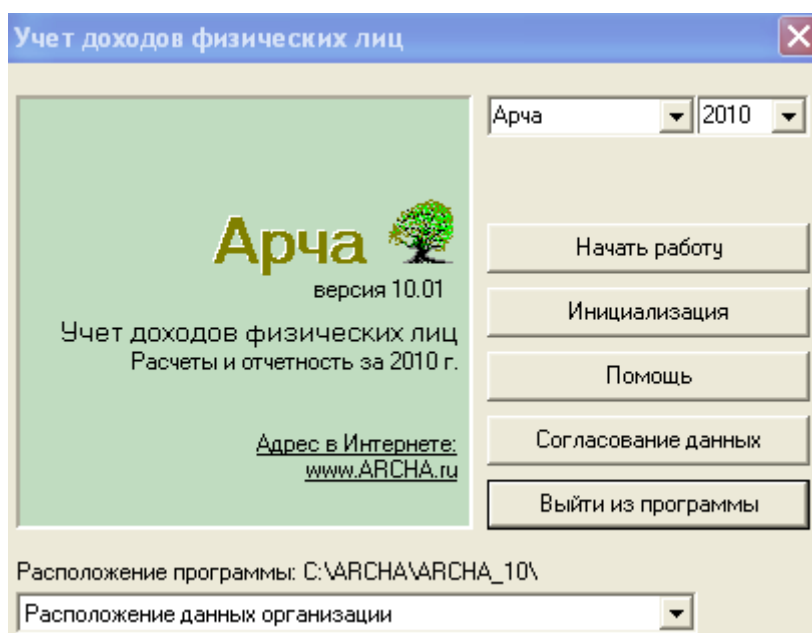 Учет доходов физических лиц
Арча 2010
Арча
версия 10.01
Учет доходов физических лиц
Расчеты и отчетность за 2010 г.
Адрес в Интернете:
www.ARCHA.ru
Начать работу
Инициализация
Помощь
Согласование данных
Выйти из программы
Расположение программы: C:\ARCHA\ARCHA_10\
Расположение данных организации